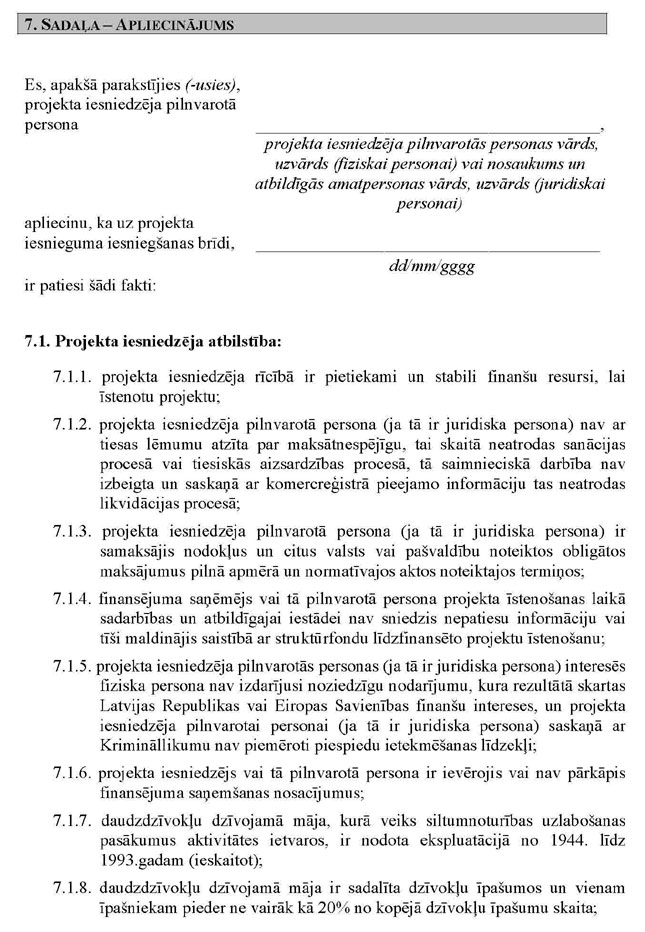 7. SADAĻA – APLIECINĀJUMS
Es, apakšā parakstījies (-usies),
projekta iesniedzēja pilnvarotā
persona
,
projekta iesniedzēja pilnvarotās personas vārds,
uzvārds (fiziskai personai) vai nosaukums un
atbildīgās amatpersonas vārds, uzvārds (juridiskai
personai)
apliecinu, ka uz projekta
iesnieguma iesniegšanas brīdi,
dd/mm/gggg
ir patiesi šādi fakti:
7.1. Projekta iesniedzēja atbilstība:
7.1.1. projekta iesniedzēja rīcībā ir pietiekami un stabili finanšu resursi, lai
īstenotu projektu;
7.1.2. projekta iesniedzēja pilnvarotā persona (ja tā ir juridiska persona) nav ar
tiesas lēmumu atzīta par maksātnespējīgu, tai skaitā neatrodas sanācijas
procesā vai tiesiskās aizsardzības procesā, tā saimnieciskā darbība nav
izbeigta un saskaņā ar komercreģistrā pieejamo informāciju tas neatrodas
likvidācijas procesā;
7.1.3. projekta iesniedzēja pilnvarotā persona (ja tā ir juridiska persona) ir
samaksājis nodokļus un citus valsts vai pašvaldību noteiktos obligātos
maksājumus pilnā apmērā un normatīvajos aktos noteiktajos termiņos;
7.1.4. finansējuma saņēmējs vai tā pilnvarotā persona projekta īstenošanas laikā
sadarbības un atbildīgajai iestādei nav sniedzis nepatiesu informāciju vai
tīši maldinājis saistībā ar struktūrfondu līdzfinansēto projektu īstenošanu;
7.1.5. projekta iesniedzēja pilnvarotās personas (ja tā ir juridiska persona) interesēs
fiziska persona nav izdarījusi noziedzīgu nodarījumu, kura rezultātā skartas
Latvijas Republikas vai Eiropas Savienības finanšu intereses, un projekta
iesniedzēja pilnvarotai personai (ja tā ir juridiska persona) saskaņā ar
Krimināllikumu nav piemēroti piespiedu ietekmēšanas līdzekļi;
7.1.6. projekta iesniedzējs vai tā pilnvarotā persona ir ievērojis vai nav pārkāpis
finansējuma saņemšanas nosacījumus;
7.1.7. daudzdzīvokļu dzīvojamā māja, kurā veiks siltumnoturības uzlabošanas
pasākumus aktivitātes ietvaros, ir nodota ekspluatācijā no 1944. līdz
1993.gadam (ieskaitot);
7.1.8. daudzdzīvokļu dzīvojamā māja ir sadalīta dzīvokļu īpašumos un vienam
īpašniekam pieder ne vairāk kā 20% no kopējā dzīvokļu īpašumu skaita;